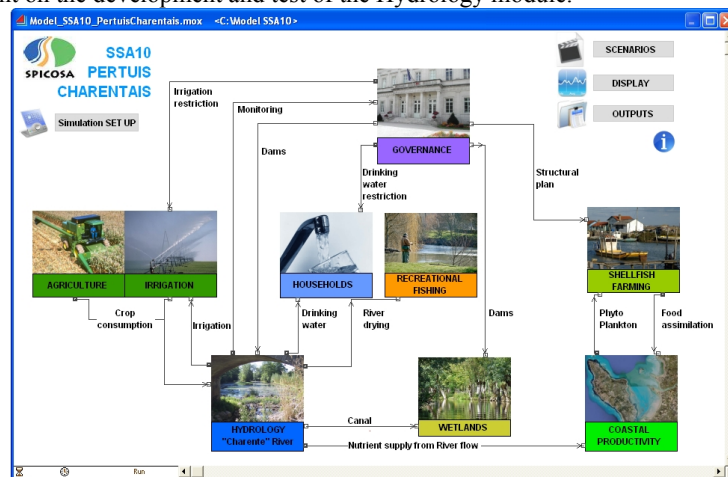 ent on the development and test of the Hydrology module.
Model_SSA10_PertuisCharentais.mox <C:\Model SSA10>
SPICOSA
SSA10
PERTUIS
CHARENTAIS
Simulation SET UP
SCENARIOS
DISPLAY
OUTPUTS
Irrigation
restriction
Monitoring
Dams
GOVERNANCE
Drinking
water
restriction
Structural
plan
AGRICULTURE
IRRIGATION
HOUSEHOLDS
RECREATIONAL
FISHING
SHELLFISH
FARMING
Crop
consumption
Irrigation
Drinking
water
River
drying
Dams
Phyto
Plankton
Food
assimilation
HYDROLOGY
"Charente" River
Canal
WETLANDS
Nutrient supply from River flow
COASTAL
PRODUCTIVITY
Run